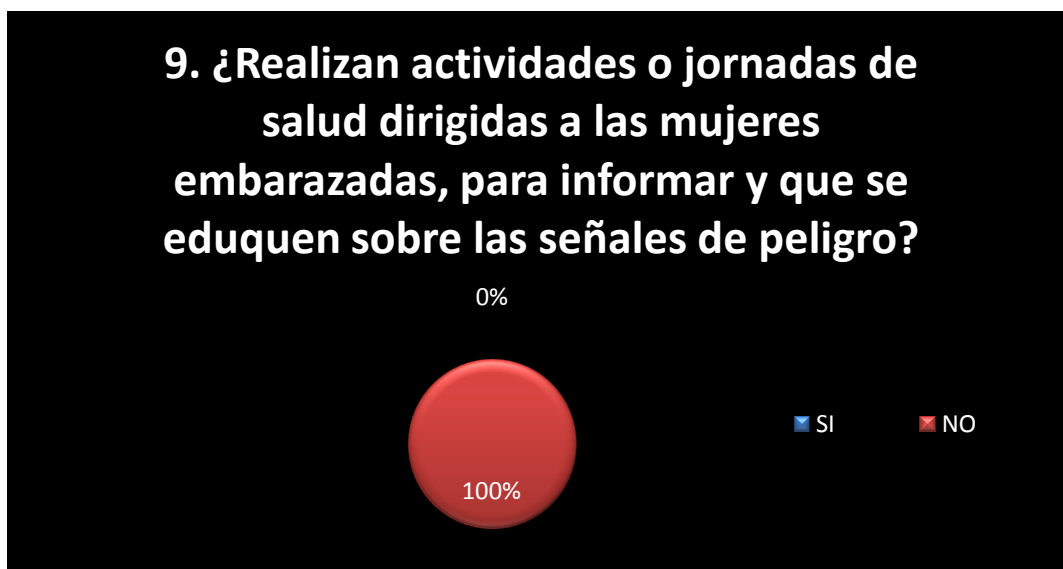 9. ¿Realizan actividades o jornadas de
salud dirigidas a las mujeres
embarazadas, para informar y que se
eduquen sobre las señales de peligro?
0%
100%
SI
NO